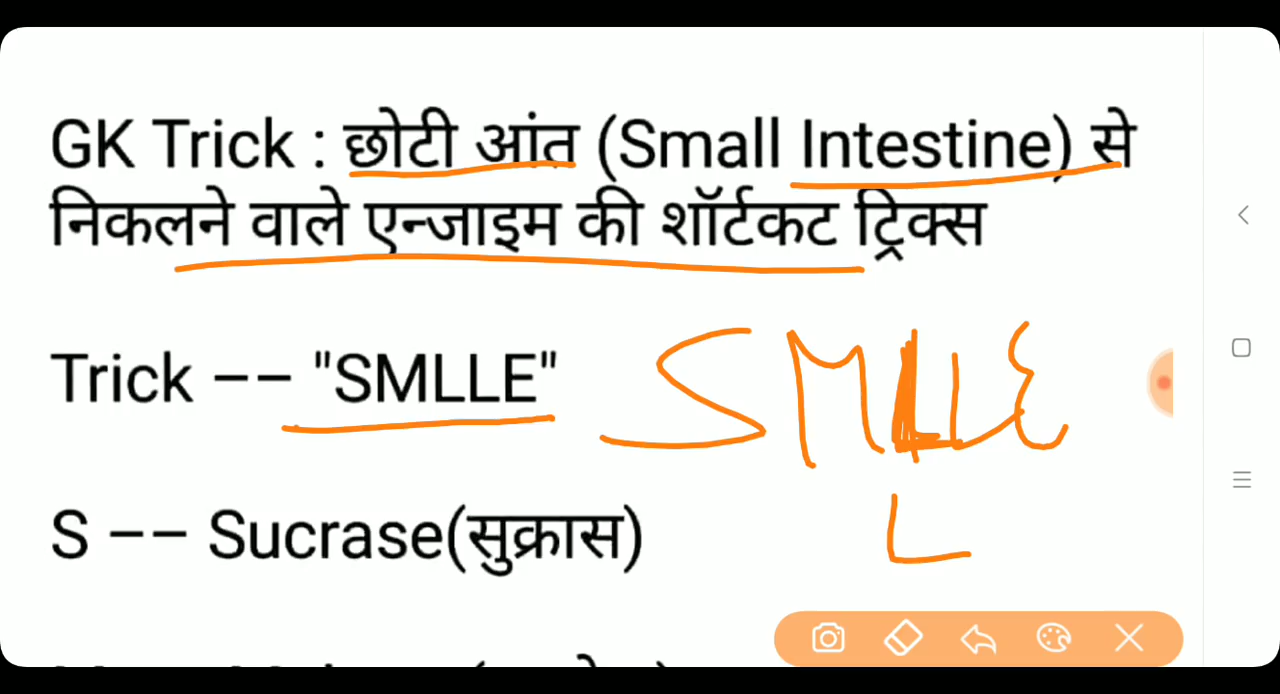 GK Trick : छोटी आंत (Small Intestine) से
निकलने वाले एन्जाइम की शॉर्टकट ट्रिक्स
Trick –– "SMLLE" SMLLE
L
S –– Sucrase(सुक्रास)